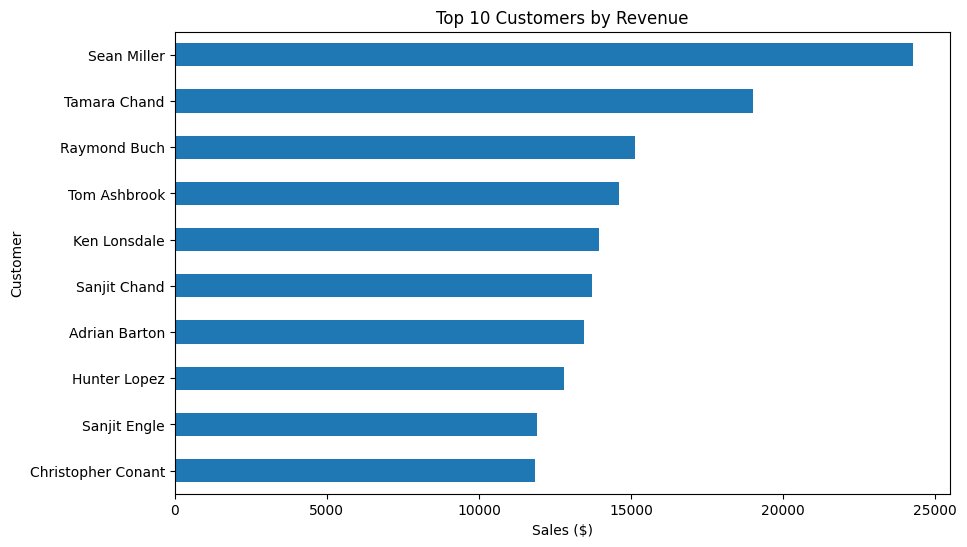 Top 10 Customers by Revenue
Customer
Sean Miller
Tamara Chand
Raymond Buch
Tom Ashbrook
Ken Lonsdale
Sanjit Chand
Adrian Barton
Hunter Lopez
Sanjit Engle
Christopher Conant
0 5000 10000 15000 20000 25000
Sales ($)